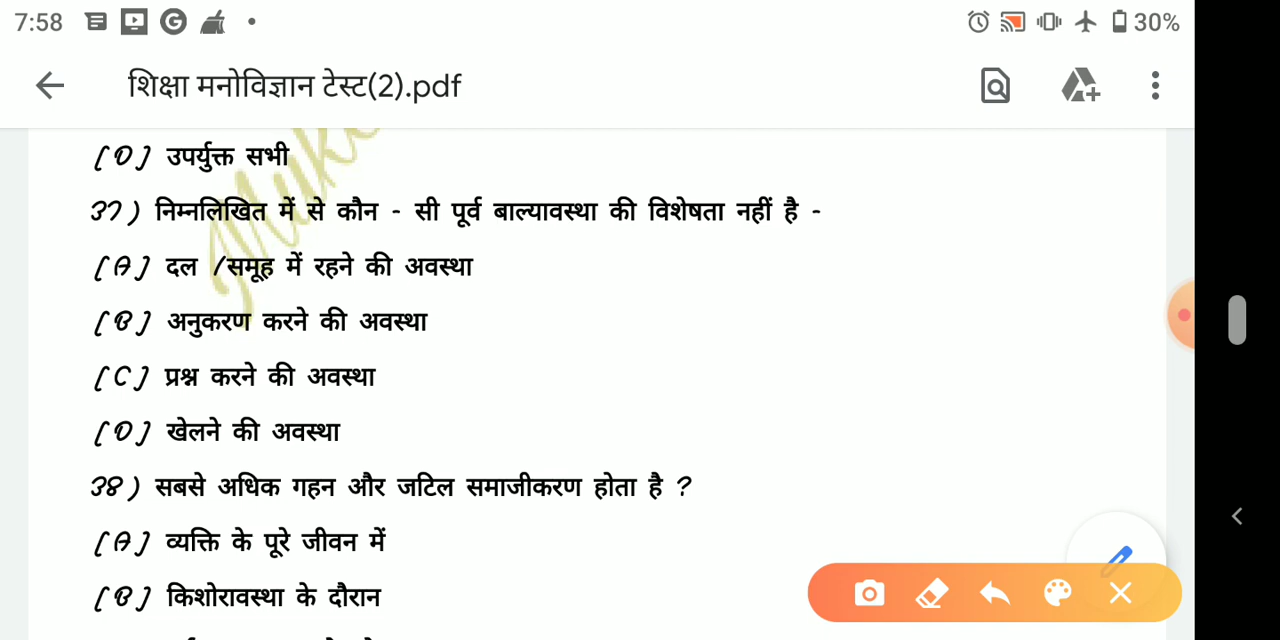 7:58
30%
शिक्षा मनोविज्ञान टेस्ट(2).pdf
[D] उपर्युक्त सभी
37) निम्नलिखित में से कौन - सी पूर्व बाल्यावस्था की विशेषता नहीं है -
[A] दल /समूह में रहने की अवस्था
[B] अनुकरण करने की अवस्था
[C] प्रश्न करने की अवस्था
[D] खेलने की अवस्था
38) सबसे अधिक गहन और जटिल समाजीकरण होता है ?
[A] व्यक्ति के पूरे जीवन में
[B] किशोरावस्था के दौरान